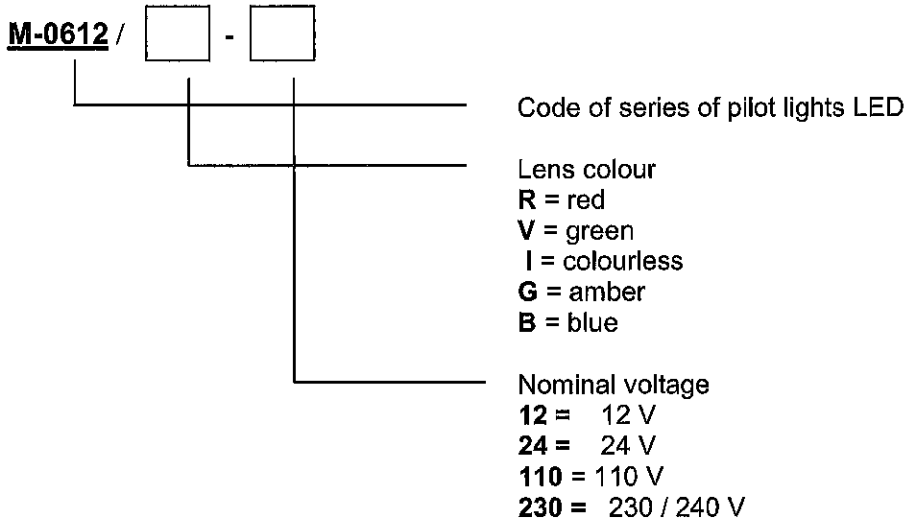 M-0612 / -
Code of series of pilot lights LED
Lens colour
R = red
V = green
I = colourless
G = amber
B = blue
Nominal voltage
12 = 12 V
24 = 24 V
110 = 110 V
230 = 230 / 240 V